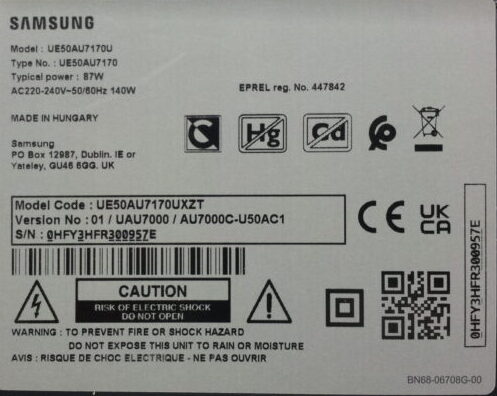 SAMSUNG
Model : UE50AU7170U
Type No. : UE50AU7170
Typical power : 87W
AC220-240V~50/60Hz 140W
EPREL reg. No. 447842
MADE IN HUNGARY
Hg
Cd
Samsung
PO Box 12987, Dublin. IE or
Yateley, GU46 6GG. UK
Model Code : UE50AU7170UXZT
Version No : 01 / UAU7000 / AU7000C-U50AC1
S/N : 0HFY3HFR300957E
CE
UK
CA
0HFY3HFR300957E
CAUTION
RISK OF ELECTRIC SHOCK
DO NOT OPEN
WARNING : TO PREVENT FIRE OR SHOCK HAZARD
DO NOT EXPOSE THIS UNIT TO RAIN OR MOISTURE
AVIS : RISQUE DE CHOC ELECTRIQUE - NE PAS OUVRIR
BN68-06708G-00